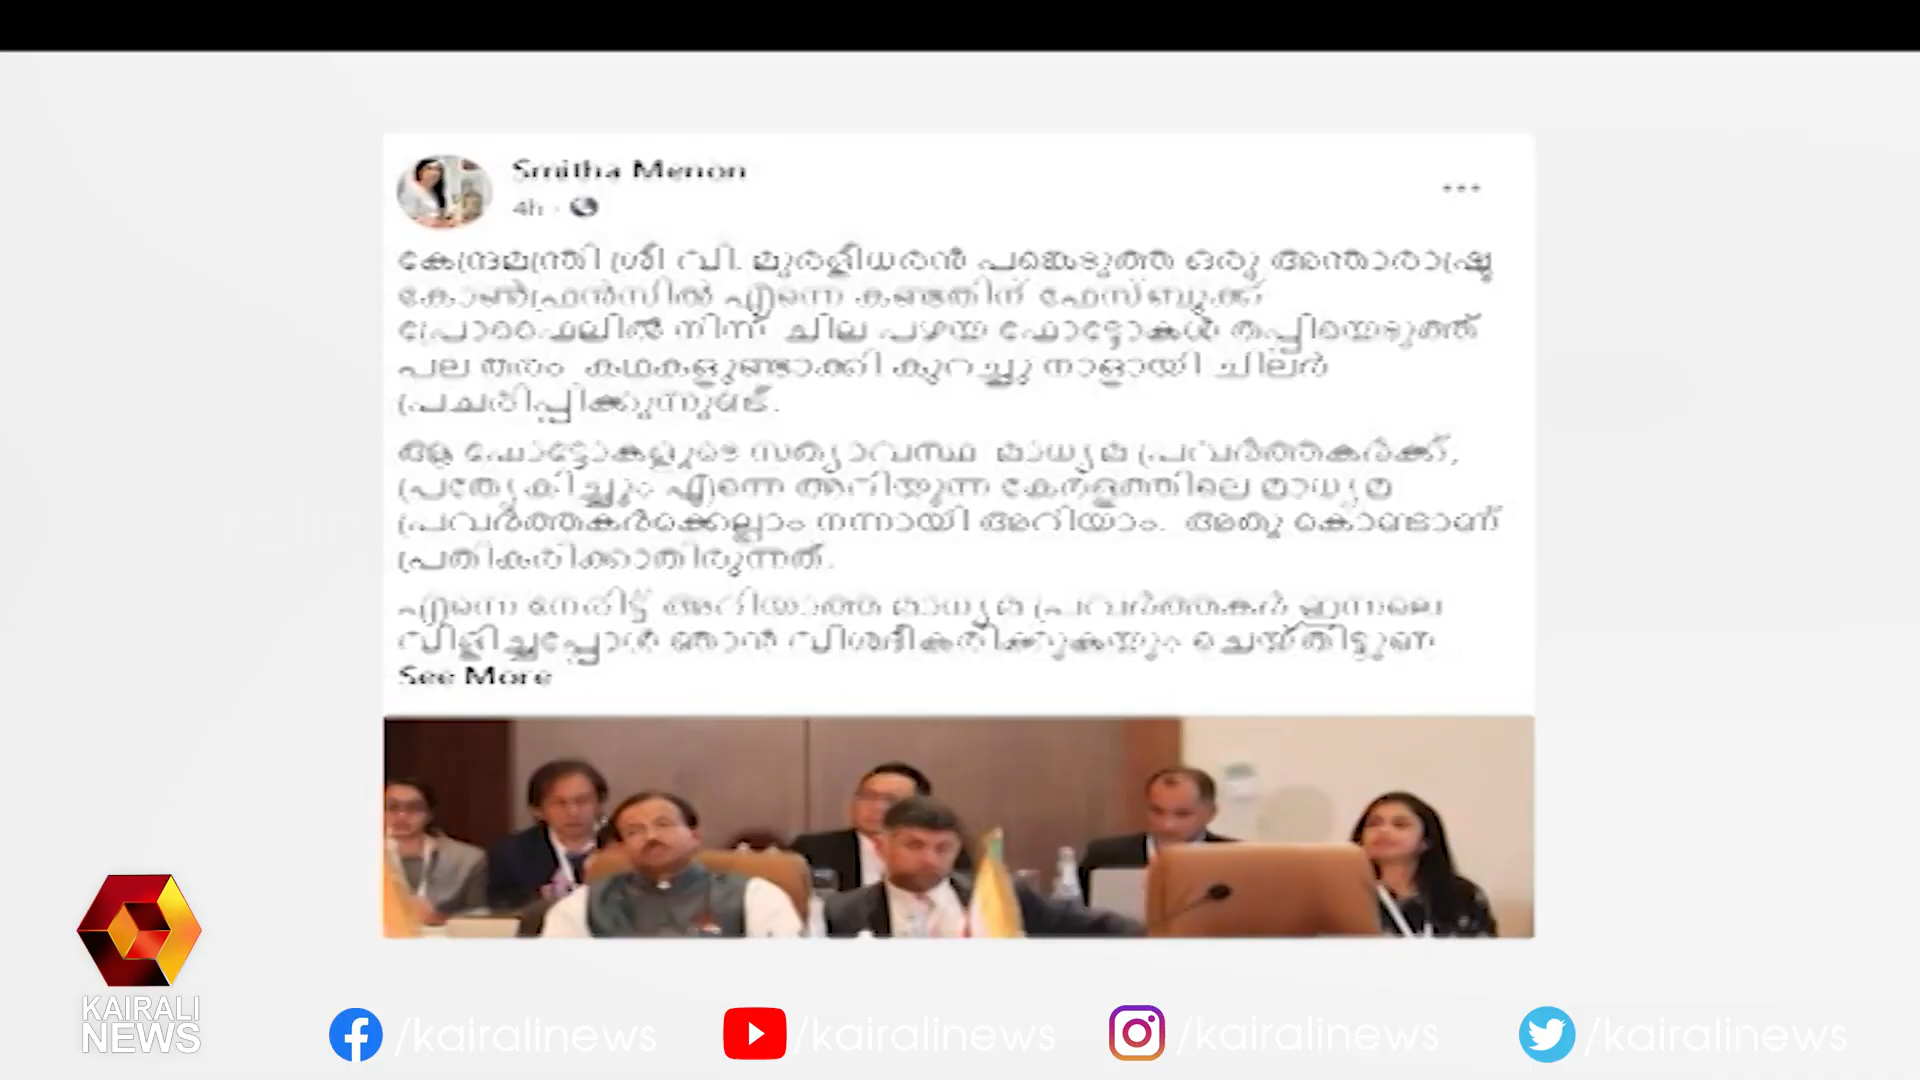 Smitha Menon
4h ·
കേന്ദ്രമന്ത്രി ശ്രീ വി. മുരളീധരൻ പങ്കെടുത്ത ഒരു അന്താരാഷ്ട്ര
കോൺഫ്രൻസിൽ എന്നെ കണ്ടതിന് ഫേസ്ബുക്ക്
പ്രൊഫൈലിൽ നിന്ന് ചില പഴയ ഫോട്ടോകൾ തപ്പിയെടുത്ത്
പല തരം കഥകളുണ്ടാക്കി കുറച്ചു നാളായി ചിലർ
പ്രചരിപ്പിക്കുന്നുണ്ട്.
ആ ഫോട്ടോകളുടെ സത്യാവസ്ഥ മാധ്യമ പ്രവർത്തകർക്ക്,
പ്രത്യേകിച്ചും എന്നെ അറിയുന്ന കേരളത്തിലെ മാധ്യമ
പ്രവർത്തകർക്കെല്ലാം നന്നായി അറിയാം. അതു കൊണ്ടാണ്
പ്രതികരിക്കാതിരുന്നത്.
എന്നെ നേരിട്ട് അറിയാത്ത മാധ്യമ പ്രവർത്തകർ ഇന്നലെ
വിളിച്ചപ്പോൾ ഞാൻ വിശദീകരിക്കുകയും
See More
KAIRALI
NEWS
/kairalinews
/kairalinews
/kairalinews
/kairalinews